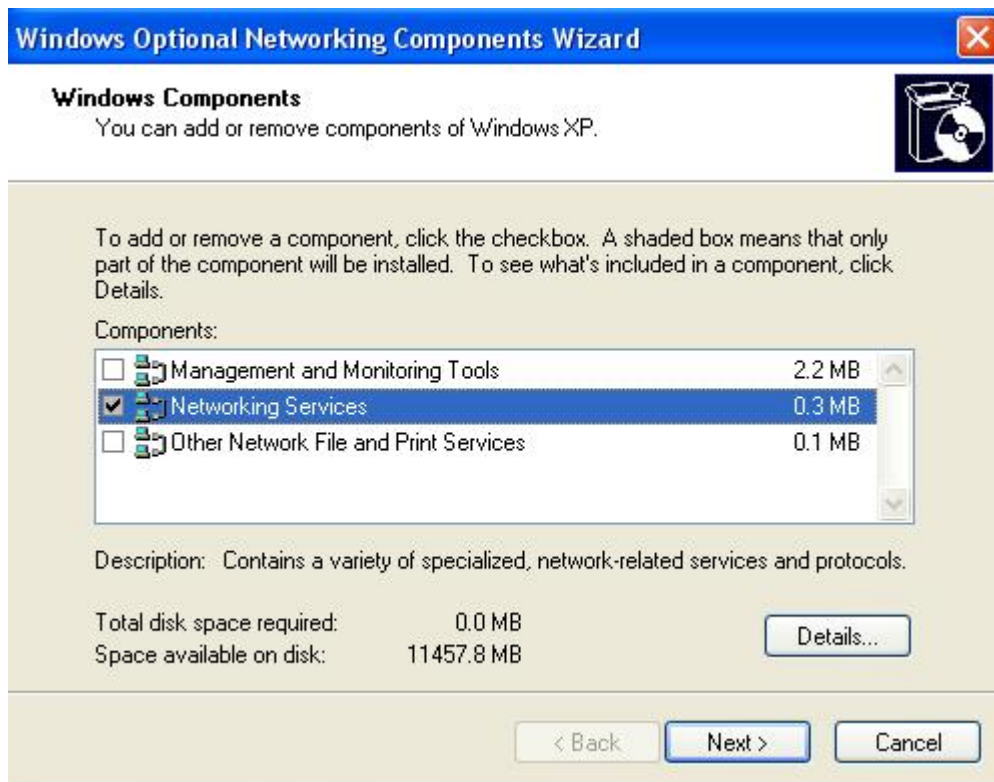 Windows Optional Networking Components Wizard
Windows Components
You can add or remove components of Windows XP.
To add or remove a component, click the checkbox. A shaded box means that only
part of the component will be installed. To see what's included in a component, click
Details.
Components:
Management and Monitoring Tools 2.2 MB
Networking Services 0.3 MB
Other Network File and Print Services 0.1 MB
Description: Contains a variety of specialized, network-related services and protocols.
Total disk space required: 0.0 MB
Space available on disk: 11457.8 MB
Details...
< Back Next > Cancel